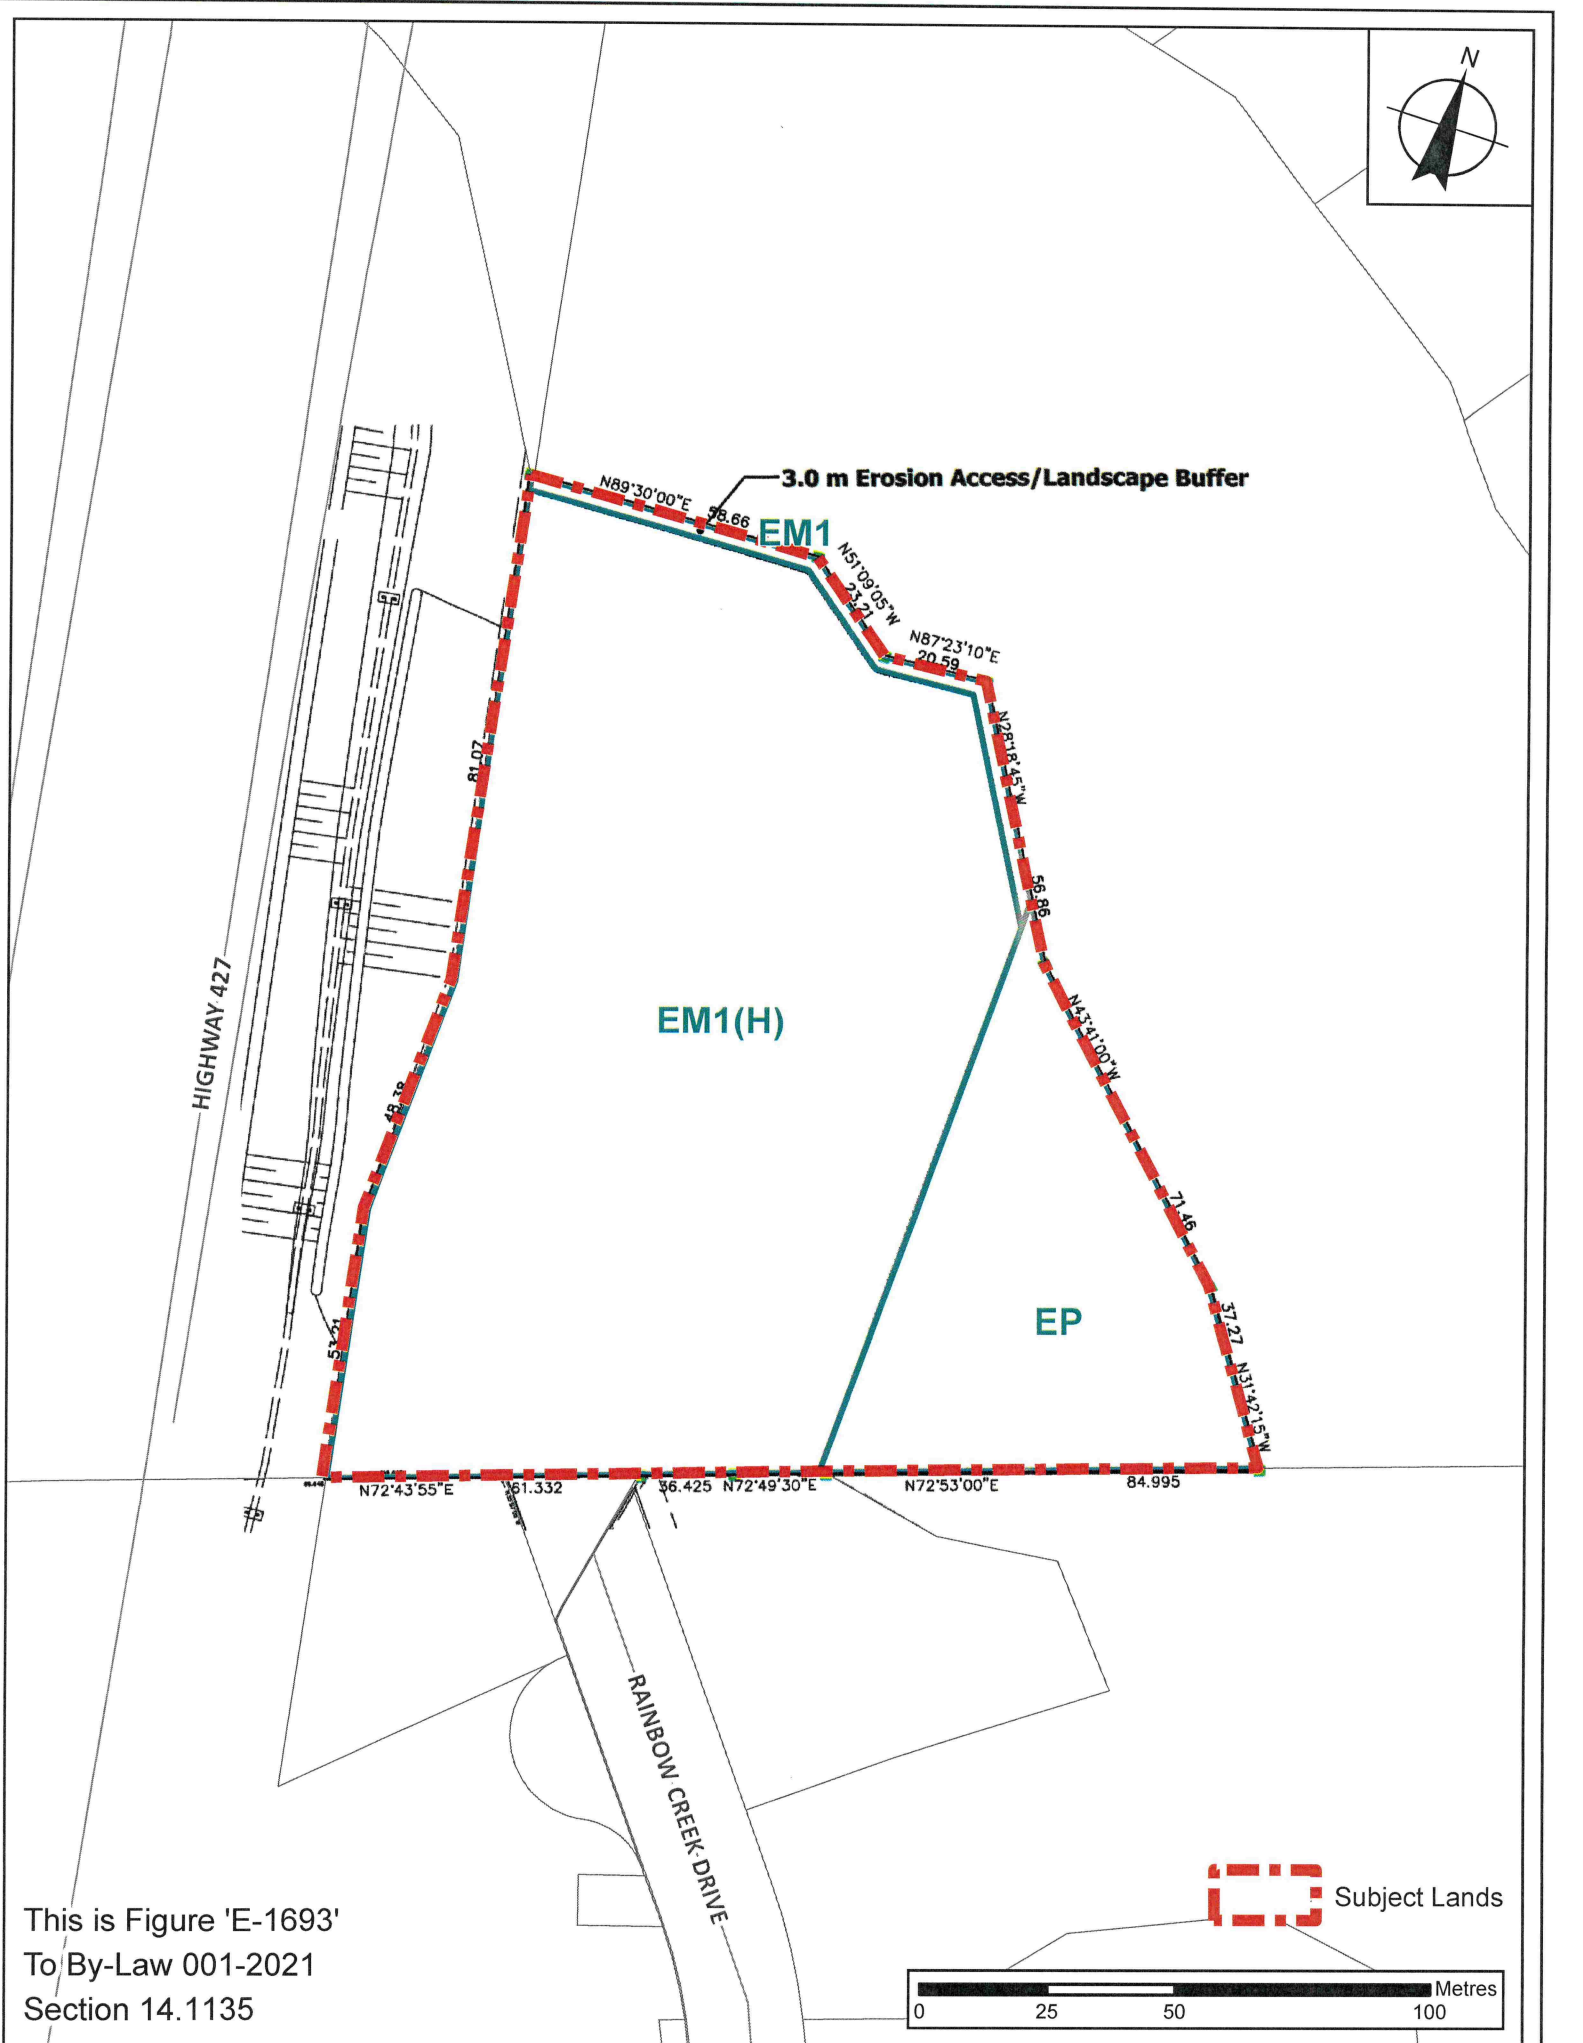 N
3.0 m Erosion Access/Landscape Buffer
N89°30'00"E
58.66
EM1
N51°09'05"W
23.21
N87°23'10"E
20.59
N28°18'45"W
56.86
81.07
HIGHWAY 427
EM1(H)
N43°41'00"W
48.38
71.46
EP
53.21
37.27
N31°42'15"W
N72°43'55"E
61.332
36.425
N72°49'30"E
N72°53'00"E
84.995
RAINBOW CREEK DRIVE
Subject Lands
This is Figure 'E-1693'
To By-Law 001-2021
Section 14.1135
Metres
0 25 50 100